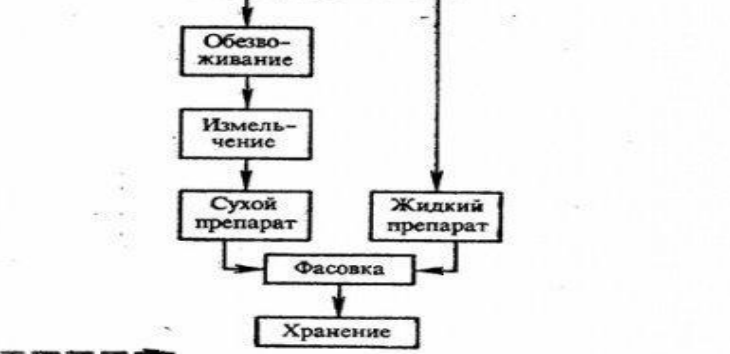 Обезво-
живание
Измель-
чение
Сухой
препарат
Жидкий
препарат
Фасовка
Хранение